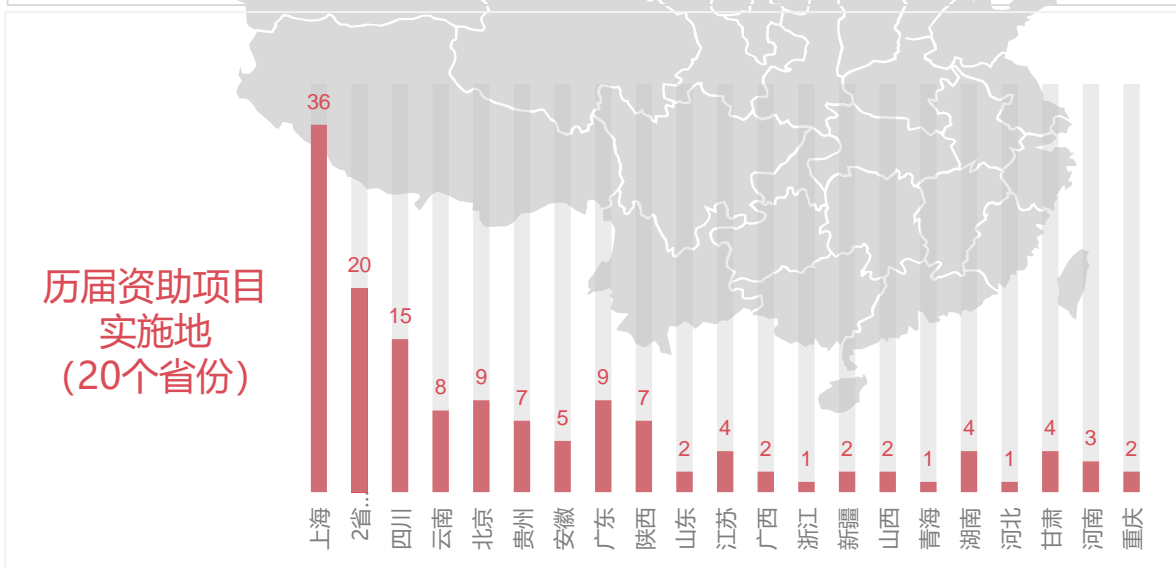 历届资助项目
实施地
（20个省份）
36
20
15
8
9
7
5
9
7
2
4
2
1
2
2
1
4
1
4
3
2
上海
2省…
四川
云南
北京
贵州
安徽
广东
陕西
山东
江苏
广西
浙江
新疆
山西
青海
湖南
河北
甘肃
河南
重庆